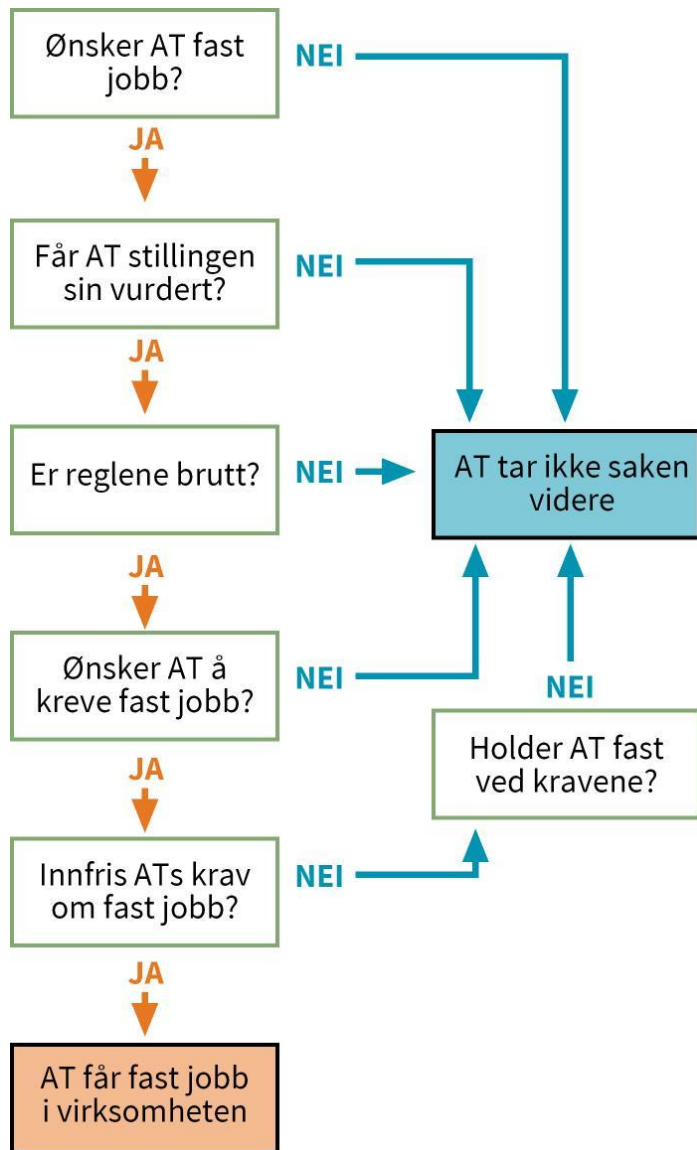 Ønsker AT fast
jobb?
NEI
JA
Får AT stillingen
sin vurdert?
NEI
JA
Er reglene brutt?
NEI
AT tar ikke saken
videre
JA
Ønsker AT å
kreve fast jobb?
NEI
NEI
Holder AT fast
ved kravene?
JA
Innfris ATs krav
om fast jobb?
NEI
JA
AT får fast jobb
i virksomheten